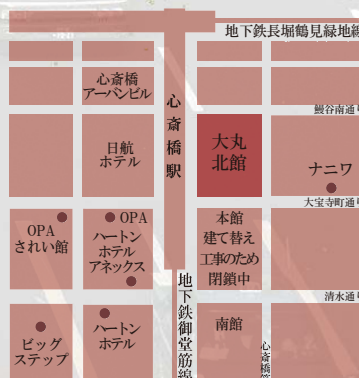 地下鉄長堀鶴見緑地線
心斎橋
アーバンビル
心斎橋駅
鰻谷南通り
日航
ホテル
大丸
北館
ナニワ
大宝寺町通り
OPA
きれい館
OPA
ハートン
ホテル
アネックス
本館
建て替え
工事のため
閉鎖中
地下鉄御堂筋線
清水通り
ビッグ
ステップ
ハートン
ホテル
南館
心斎橋筋